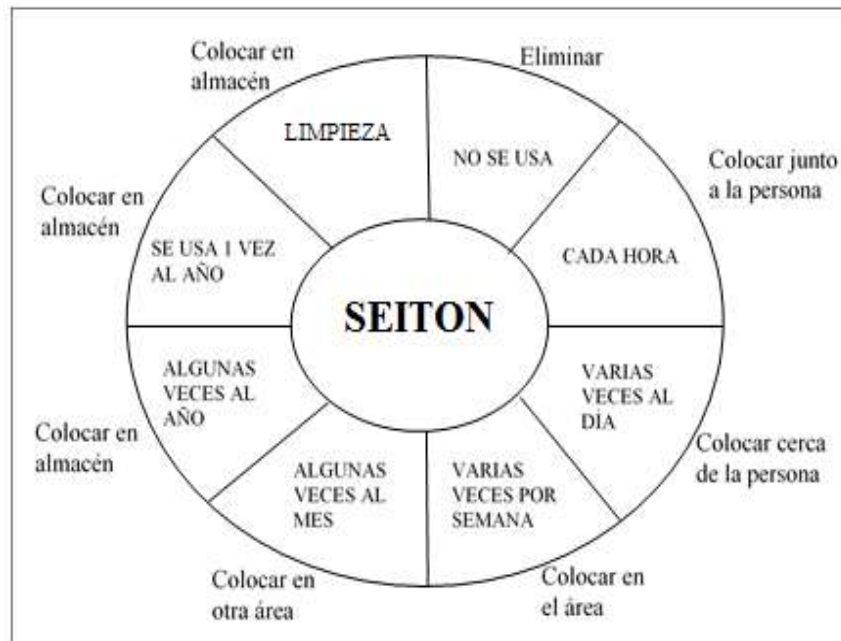 Colocar en
almacén
Eliminar
LIMPIEZA
NO SE USA
Colocar junto
a la persona
Colocar en
almacén
SE USA 1 VEZ
AL AÑO
CADA HORA
SEITON
ALGUNAS
VECES AL
AÑO
VARIAS
VECES AL
DÍA
Colocar en
almacén
Colocar cerca
de la persona
ALGUNAS
VECES AL
MES
VARIAS
VECES POR
SEMANA
Colocar en
otra área
Colocar en
el área